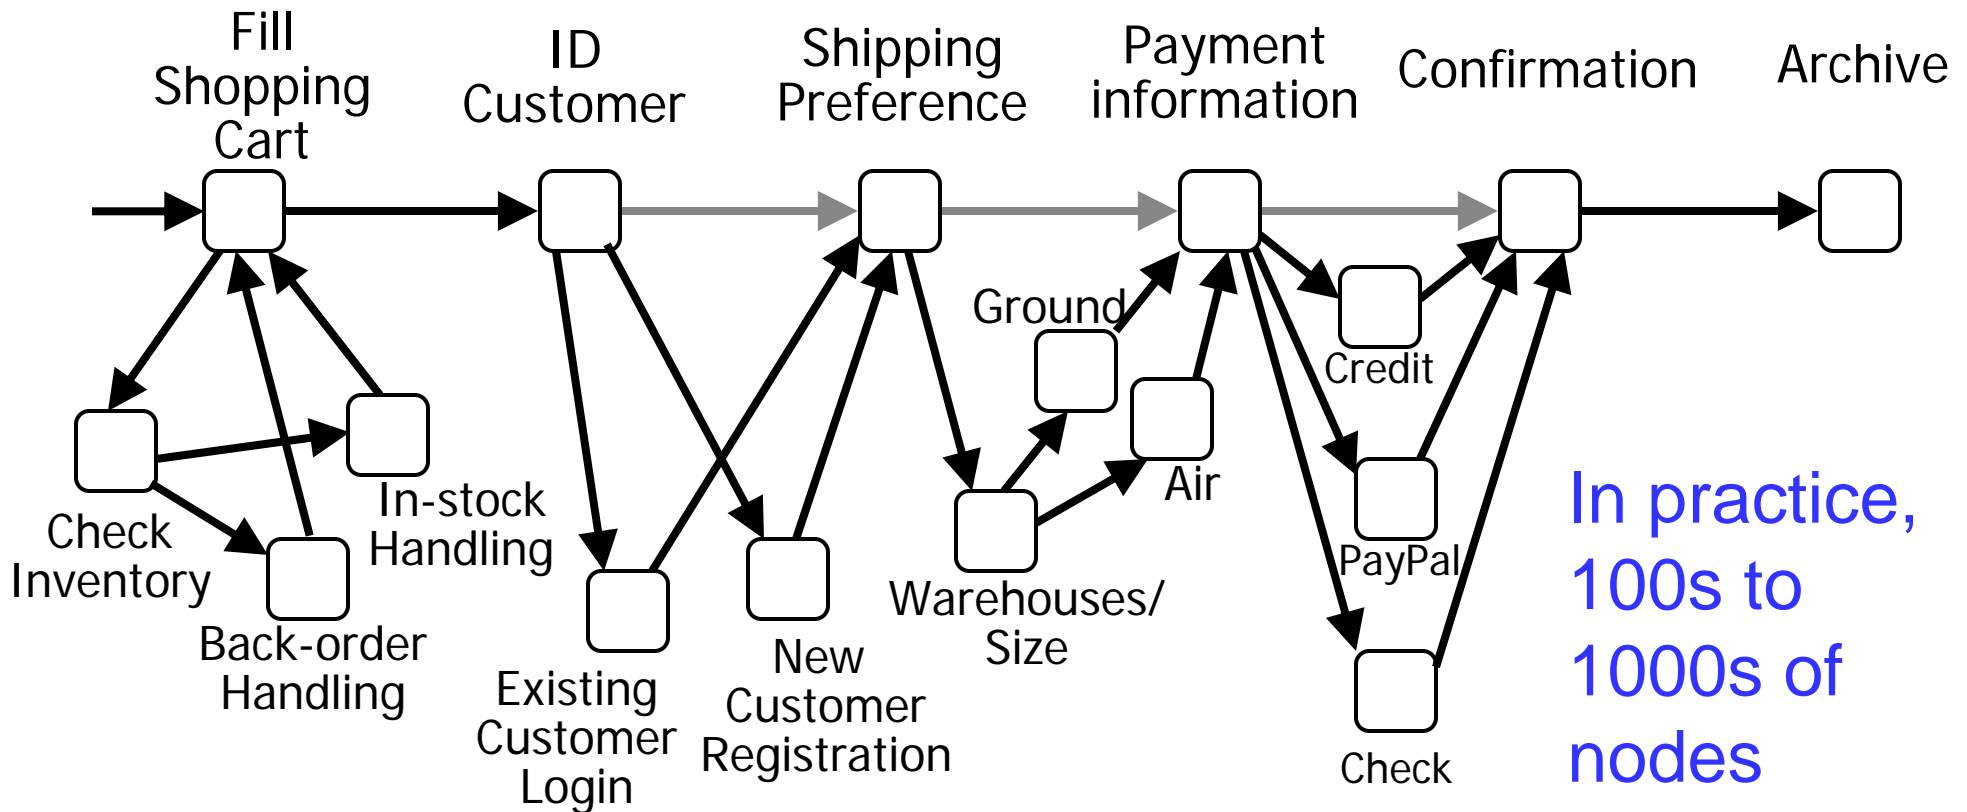 Fill
Shopping
Cart
ID
Customer
Shipping
Preference
Payment
information
Confirmation
Archive
Ground
Credit
Air
In-stock
Handling
Check
Inventory
PayPal
Warehouses/
Size
Back-order
Handling
New
Customer
Registration
Existing
Customer
Login
Check
In practice,
100s to
1000s of
nodes